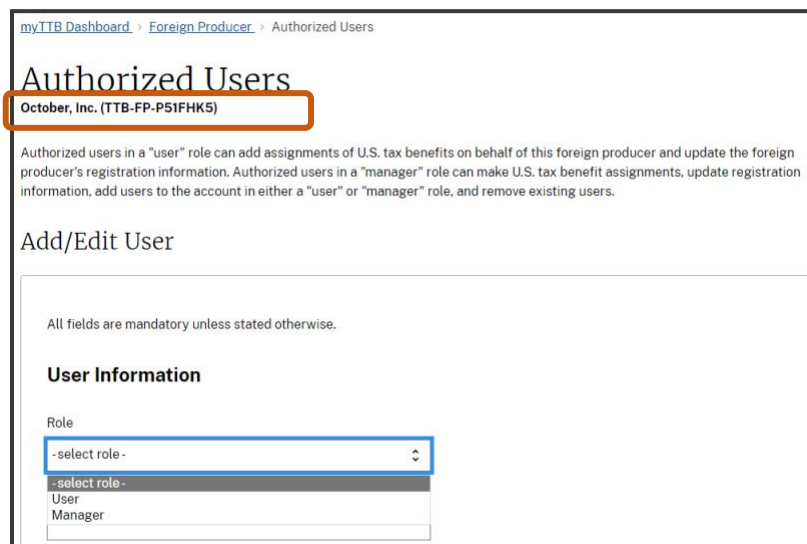 myTTB Dashboard > Foreign Producer > Authorized Users
Authorized Users
October, Inc. (TTB-FP-P51FHK5)
Authorized users in a "user" role can add assignments of U.S. tax benefits on behalf of this foreign producer and update the foreign
producer's registration information. Authorized users in a "manager" role can make U.S. tax benefit assignments, update registration
information, add users to the account in either a "user" or "manager" role, and remove existing users.
Add/Edit User
All fields are mandatory unless stated otherwise.
User Information
Role
- select role -
- select role -
User
Manager